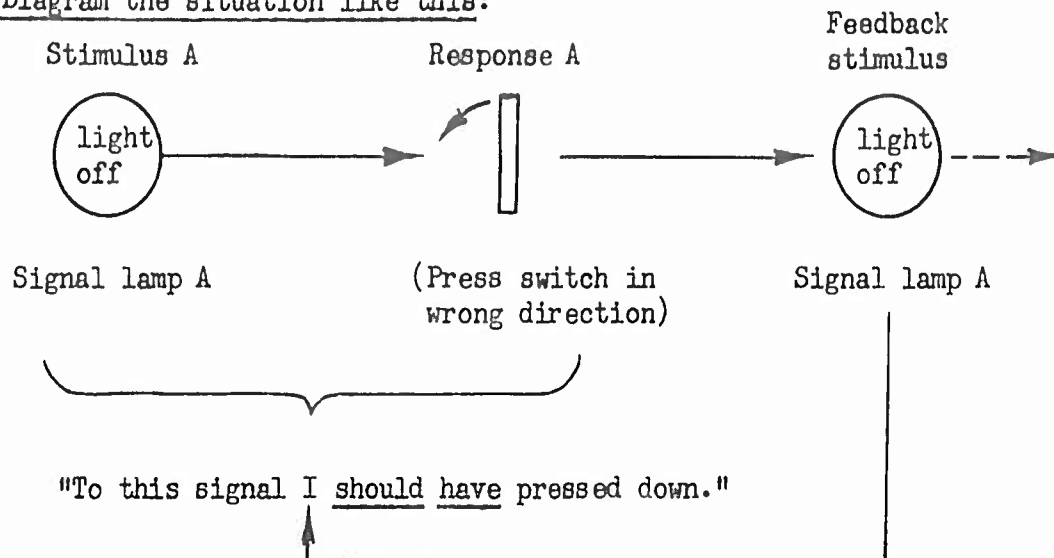 Diagram the situation like this:
Stimulus A
Response A
Feedback
stimulus
light
off
light
off
Signal lamp A
(Press switch in
wrong direction)
Signal lamp A
"To this signal I should have pressed down."